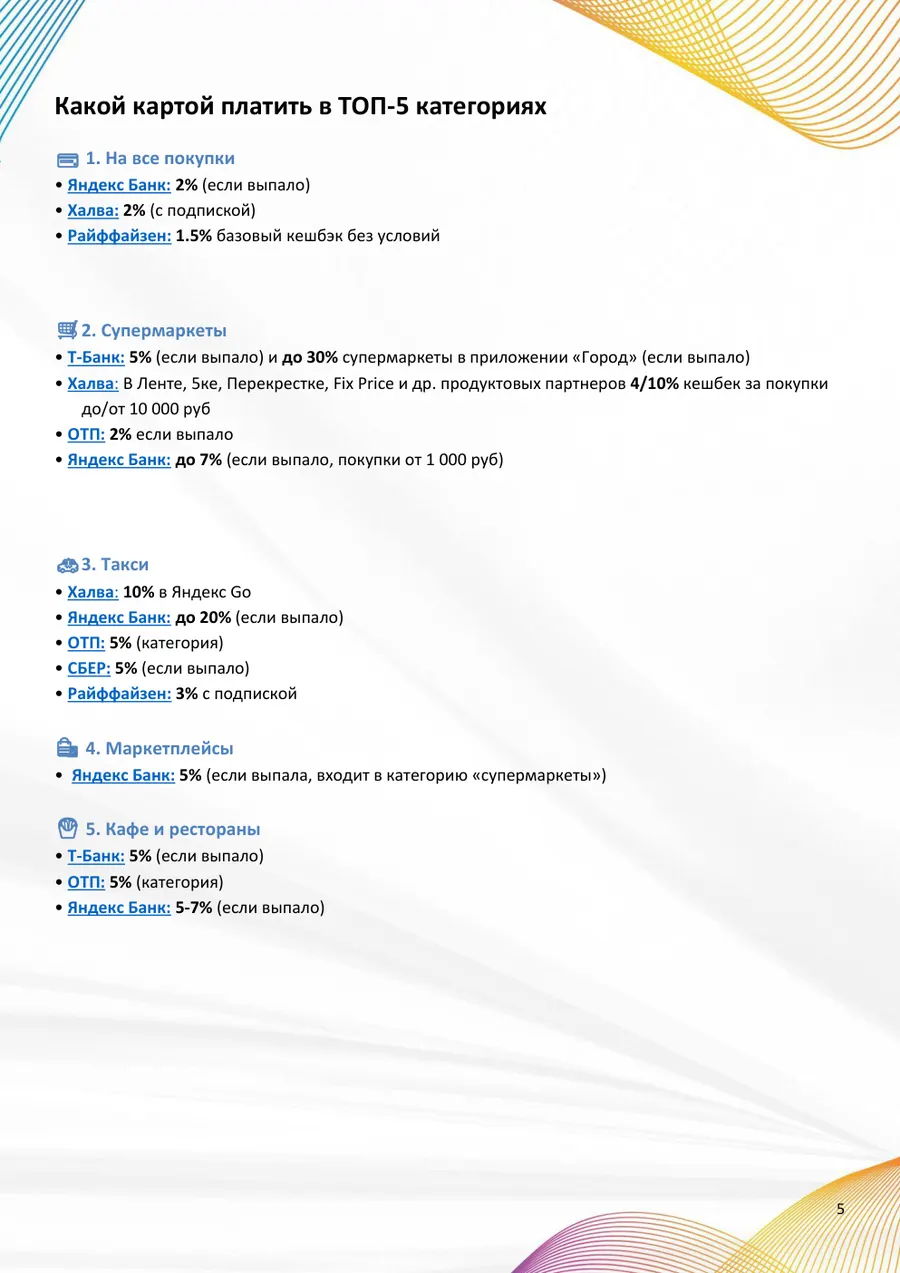 Какой картой платить в ТОП-5 категориях
1. На все покупки
• Яндекс Банк: 2% (если выпало)
• Халва: 2% (с подпиской)
• Райффайзен: 1.5% базовый кешбэк без условий
2. Супермаркеты
• Т-Банк: 5% (если выпало) и до 30% супермаркеты в приложении «Город» (если выпало)
• Халва: В Ленте, 5ке, Перекрестке, Fix Price и др. продуктовых партнеров 4/10% кешбек за покупки
до/от 10 000 руб
• ОТП: 2% если выпало
• Яндекс Банк: до 7% (если выпало, покупки от 1 000 руб)
3. Такси
• Халва: 10% в Яндекс Go
• Яндекс Банк: до 20% (если выпало)
• ОТП: 5% (категория)
• СБЕР: 5% (если выпало)
• Райффайзен: 3% с подпиской
4. Маркетплейсы
• Яндекс Банк: 5% (если выпала, входит в категорию «супермаркеты»)
5. Кафе и рестораны
• Т-Банк: 5% (если выпало)
• ОТП: 5% (категория)
• Яндекс Банк: 5-7% (если выпало)
5